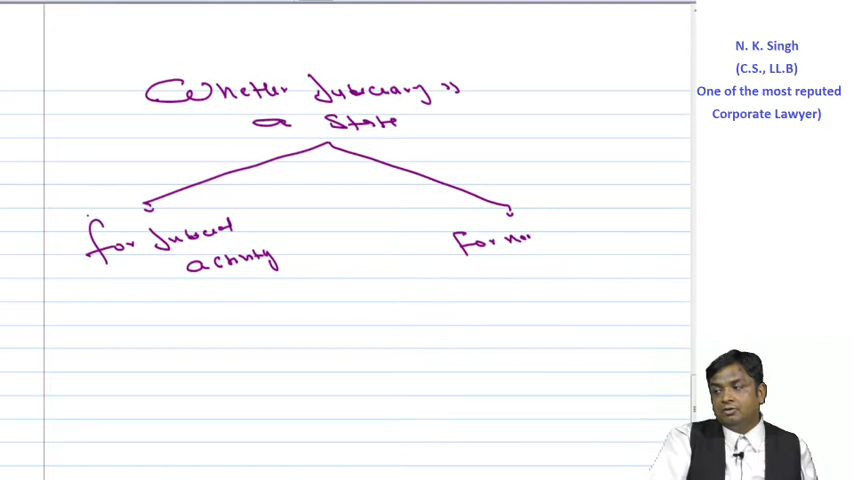 Whether Judiciary is
a State
for Judicial
activity
For no
N. K. Singh
(C.S., LL.B)
One of the most reputed
Corporate Lawyer)